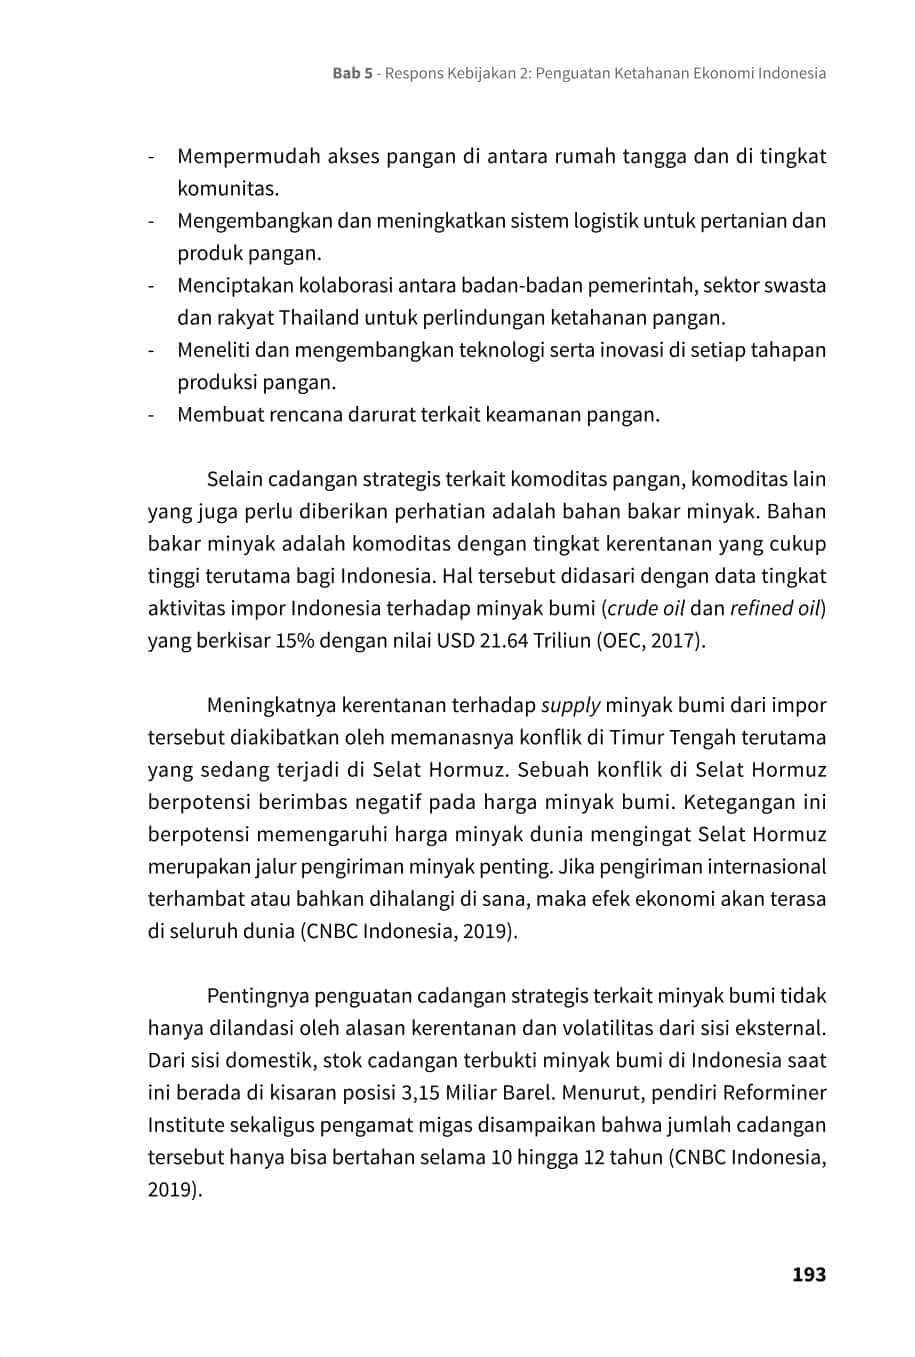 Bab 5 - Respons Kebijakan 2: Penguatan Ketahanan Ekonomi Indonesia
- Mempermudah akses pangan di antara rumah tangga dan di tingkat
komunitas.
- Mengembangkan dan meningkatkan sistem logistik untuk pertanian dan
produk pangan.
- Menciptakan kolaborasi antara badan-badan pemerintah, sektor swasta
dan rakyat Thailand untuk perlindungan ketahanan pangan.
- Meneliti dan mengembangkan teknologi serta inovasi di setiap tahapan
produksi pangan.
- Membuat rencana darurat terkait keamanan pangan.
Selain cadangan strategis terkait komoditas pangan, komoditas lain
yang juga perlu diberikan perhatian adalah bahan bakar minyak. Bahan
bakar minyak adalah komoditas dengan tingkat kerentanan yang cukup
tinggi terutama bagi Indonesia. Hal tersebut didasari dengan data tingkat
aktivitas impor Indonesia terhadap minyak bumi (crude oil dan refined oil)
yang berkisar 15% dengan nilai USD 21.64 Triliun (OEC, 2017).
Meningkatnya kerentanan terhadap supply minyak bumi dari impor
tersebut diakibatkan oleh memanasnya konflik di Timur Tengah terutama
yang sedang terjadi di Selat Hormuz. Sebuah konflik di Selat Hormuz
berpotensi berimbas negatif pada harga minyak bumi. Ketegangan ini
berpotensi memengaruhi harga minyak dunia mengingat Selat Hormuz
merupakan jalur pengiriman minyak penting. Jika pengiriman internasional
terhambat atau bahkan dihalangi di sana, maka efek ekonomi akan terasa
di seluruh dunia (CNBC Indonesia, 2019).
Pentingnya penguatan cadangan strategis terkait minyak bumi tidak
hanya dilandasi oleh alasan kerentanan dan volatilitas dari sisi eksternal.
Dari sisi domestik, stok cadangan terbukti minyak bumi di Indonesia saat
ini berada di kisaran posisi 3,15 Miliar Barel. Menurut, pendiri Reforminer
Institute sekaligus pengamat migas disampaikan bahwa jumlah cadangan
tersebut hanya bisa bertahan selama 10 hingga 12 tahun (CNBC Indonesia,
2019).
193